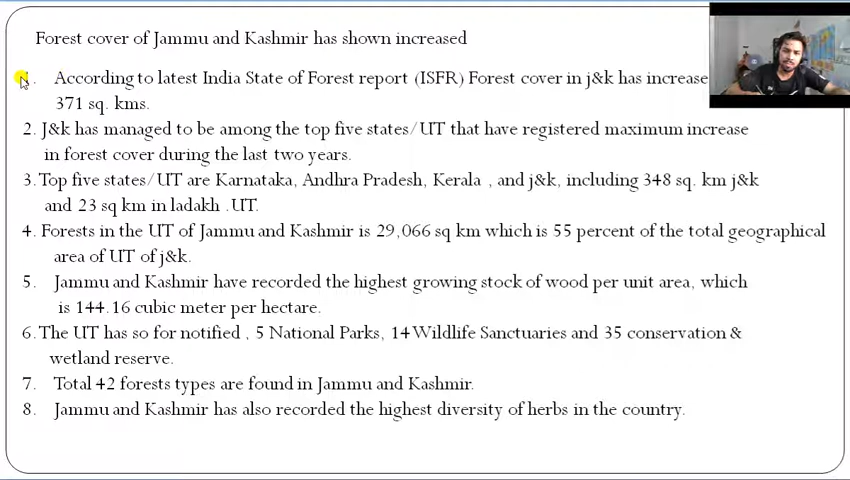 Forest cover of Jammu and Kashmir has shown increased
1. According to latest India State of Forest report (ISFR) Forest cover in j&k has increase
371 sq. kms.
2. J&k has managed to be among the top five states/UT that have registered maximum increase
in forest cover during the last two years.
3. Top five states/UT are Karnataka, Andhra Pradesh, Kerala , and j&k, including 348 sq. km j&k
and 23 sq km in ladakh .UT.
4. Forests in the UT of Jammu and Kashmir is 29,066 sq km which is 55 percent of the total geographical
area of UT of j&k.
5. Jammu and Kashmir have recorded the highest growing stock of wood per unit area, which
is 144.16 cubic meter per hectare.
6. The UT has so for notified , 5 National Parks, 14 Wildlife Sanctuaries and 35 conservation &
wetland reserve.
7. Total 42 forests types are found in Jammu and Kashmir.
8. Jammu and Kashmir has also recorded the highest diversity of herbs in the country.